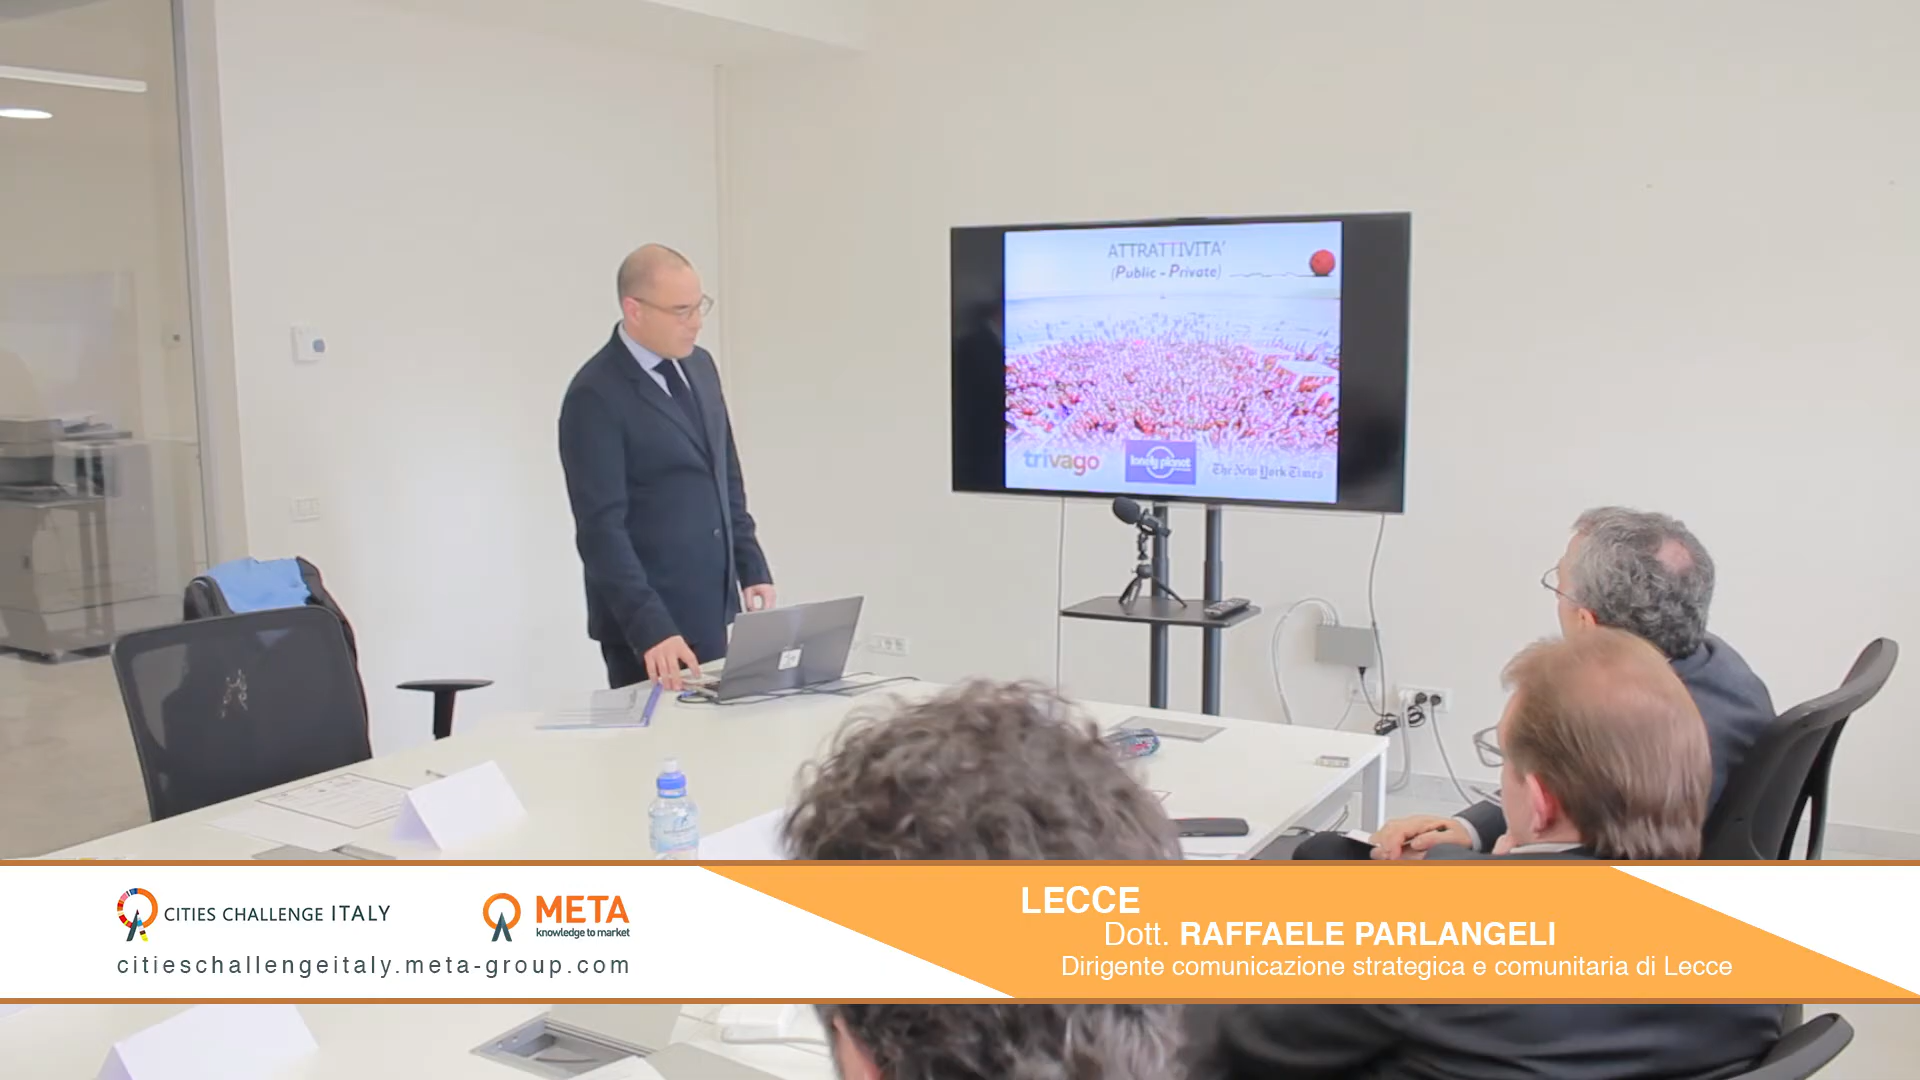 ATTRATTIVITA'
(Public - Private)
trivago
lonely planet
The New York Times
CITIES CHALLENGE ITALY
META
knowledge to market
citieschallengeitaly.meta-group.com
LECCE
Dott. RAFFAELE PARLANGELI
Dirigente comunicazione strategica e comunitaria di Lecce